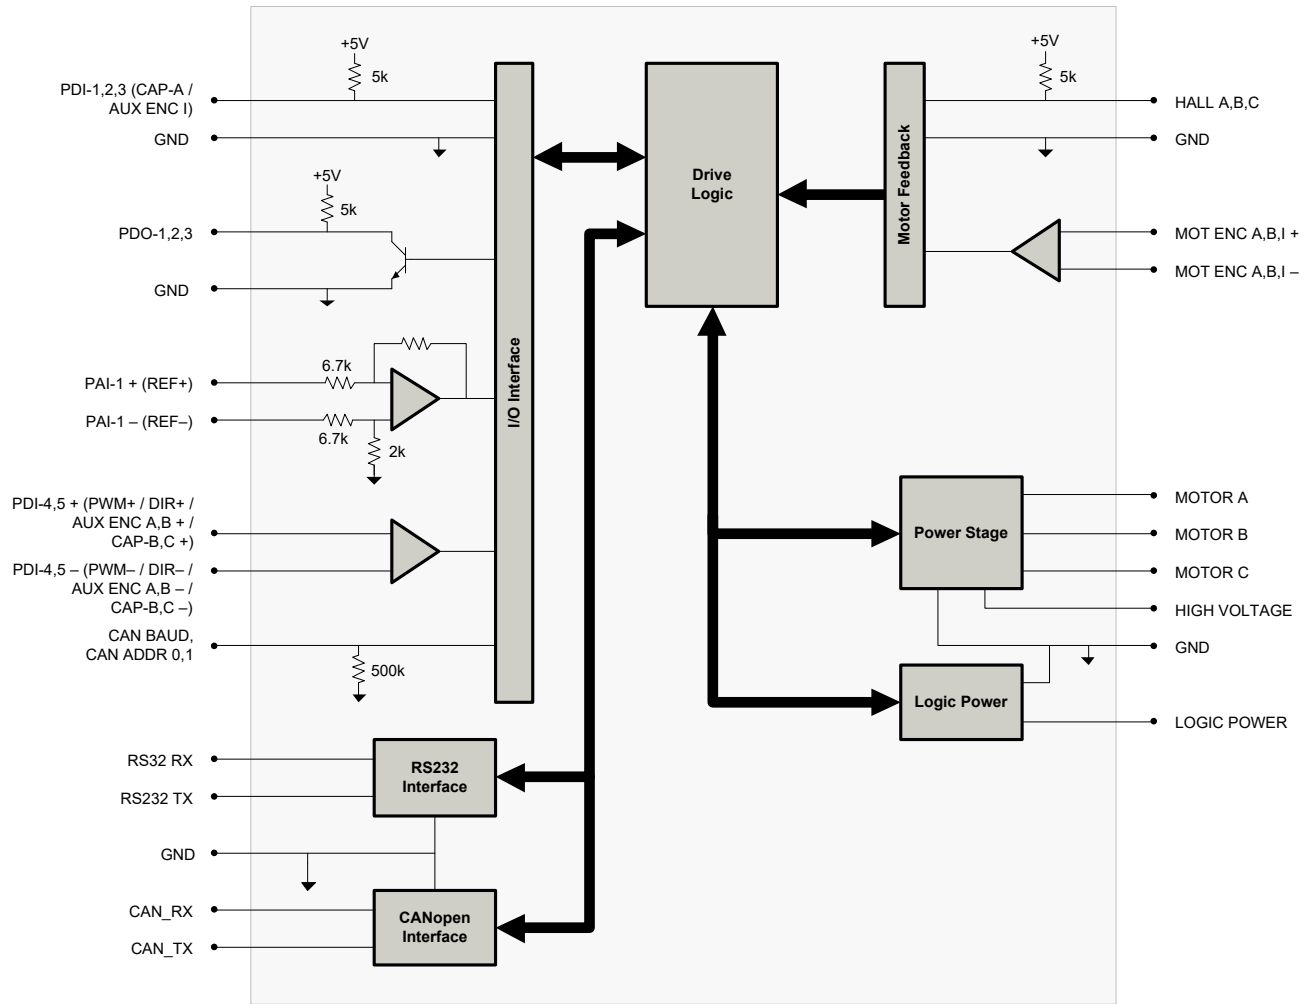 +5V
5k
PDI-1,2,3 (CAP-A /
AUX ENC I)
GND
+5V
5k
PDO-1,2,3
GND
6.7k
PAI-1 + (REF+)
PAI-1 – (REF–)
6.7k
2k
PDI-4,5 + (PWM+ / DIR+ /
AUX ENC A,B + /
CAP-B,C +)
PDI-4,5 – (PWM– / DIR– /
AUX ENC A,B – /
CAP-B,C –)
CAN BAUD,
CAN ADDR 0,1
500k
I/O Interface
RS32 RX
RS232 TX
RS232
Interface
GND
CAN_RX
CAN_TX
CANopen
Interface
Drive
Logic
Motor Feedback
+5V
5k
HALL A,B,C
GND
MOT ENC A,B,I +
MOT ENC A,B,I –
Power Stage
MOTOR A
MOTOR B
MOTOR C
HIGH VOLTAGE
GND
Logic Power
LOGIC POWER